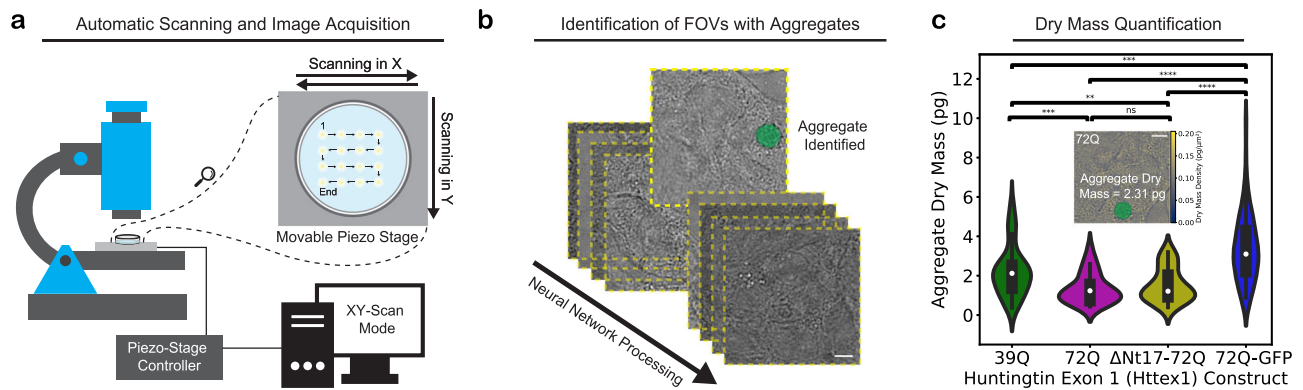 a
Automatic Scanning and Image Acquisition
Scanning in X
Scanning in Y
1
End
Movable Piezo Stage
XY-Scan
Mode
Piezo-Stage
Controller
b
Identification of FOVs with Aggregates
Aggregate
Identified
Neural Network Processing
c
Dry Mass Quantification
Aggregate Dry Mass (pg)
12
10
8
6
4
2
0
***
****
****
**
***
ns
72Q
Aggregate Dry
Mass = 2.31 pg
0.20
0.15
0.10
0.05
0.00
Dry Mass Density (pg/µm²)
39Q 72Q ΔNt17-72Q 72Q-GFP
Huntingtin Exon 1 (Httex1) Construct